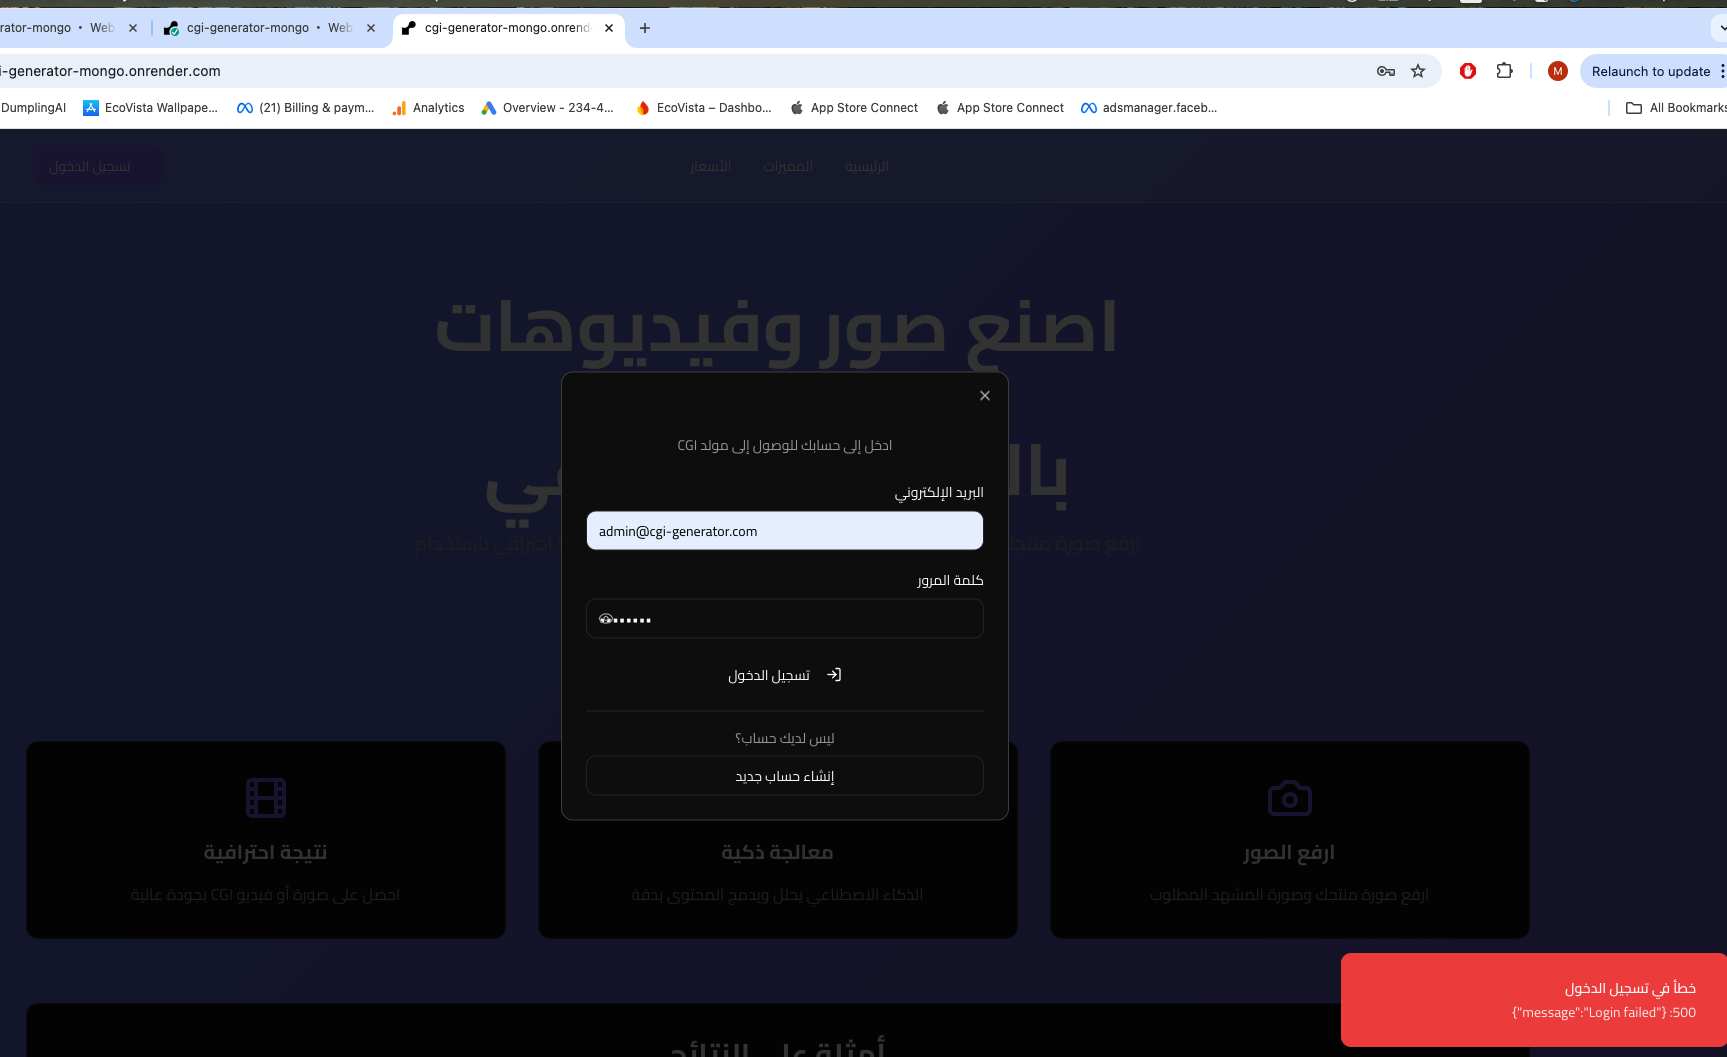 rator-mongo • Web
cgi-generator-mongo • Web
cgi-generator-mongo.onrend
i-generator-mongo.onrender.com
M
Relaunch to update
DumplingAI
EcoVista Wallpape...
(21) Billing & paym...
Analytics
Overview - 234-4...
EcoVista – Dashbo...
App Store Connect
App Store Connect
adsmanager.faceb...
All Bookmarks
الرئيسية
المميزات
الأسعار
تسجيل الدخول
اصنع صور وفيديوهات
ادخل إلى حسابك للوصول إلى مولد CGI
البريد الإلكتروني
admin@cgi-generator.com
كلمة المرور
تسجيل الدخول
ليس لديك حساب؟
إنشاء حساب جديد
ارفع صورة
احترافي باستخدام
ارفع الصور
ارفع صورة منتجك وصورة المشهد المطلوب
معالجة ذكية
الذكاء الاصطناعي يحلل ويدمج المحتوى بدقة
نتيجة احترافية
احصل على صورة أو فيديو CGI بجودة عالية
خطأ في تسجيل الدخول
500: {"message":"Login failed"}
أمثلة على النتائج